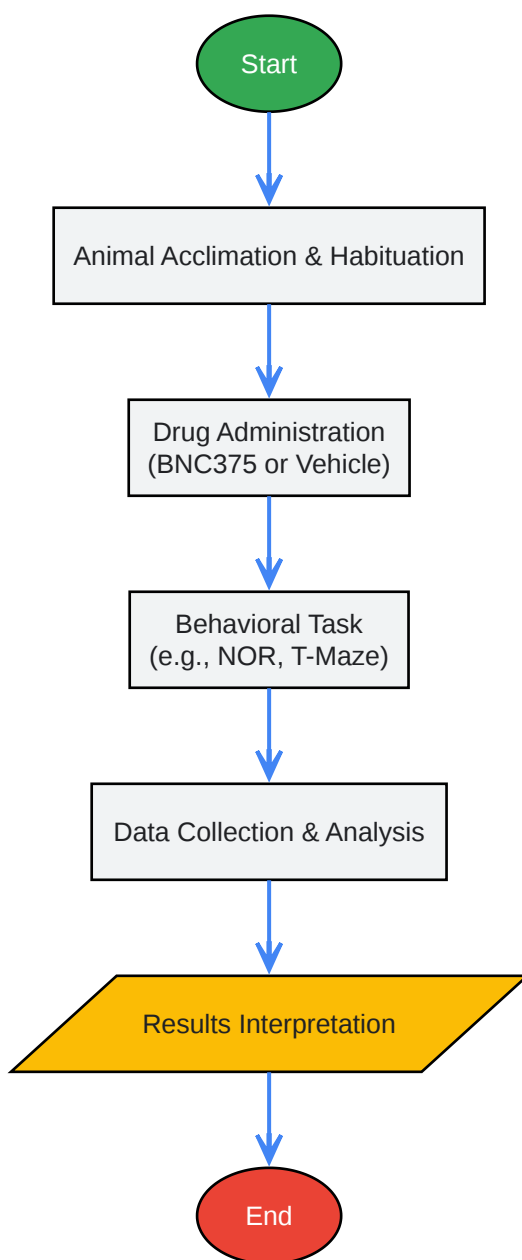 Start
Animal Acclimation & Habituation
Drug Administration
(BNC375 or Vehicle)
Behavioral Task
(e.g., NOR, T-Maze)
Data Collection & Analysis
Results Interpretation
End